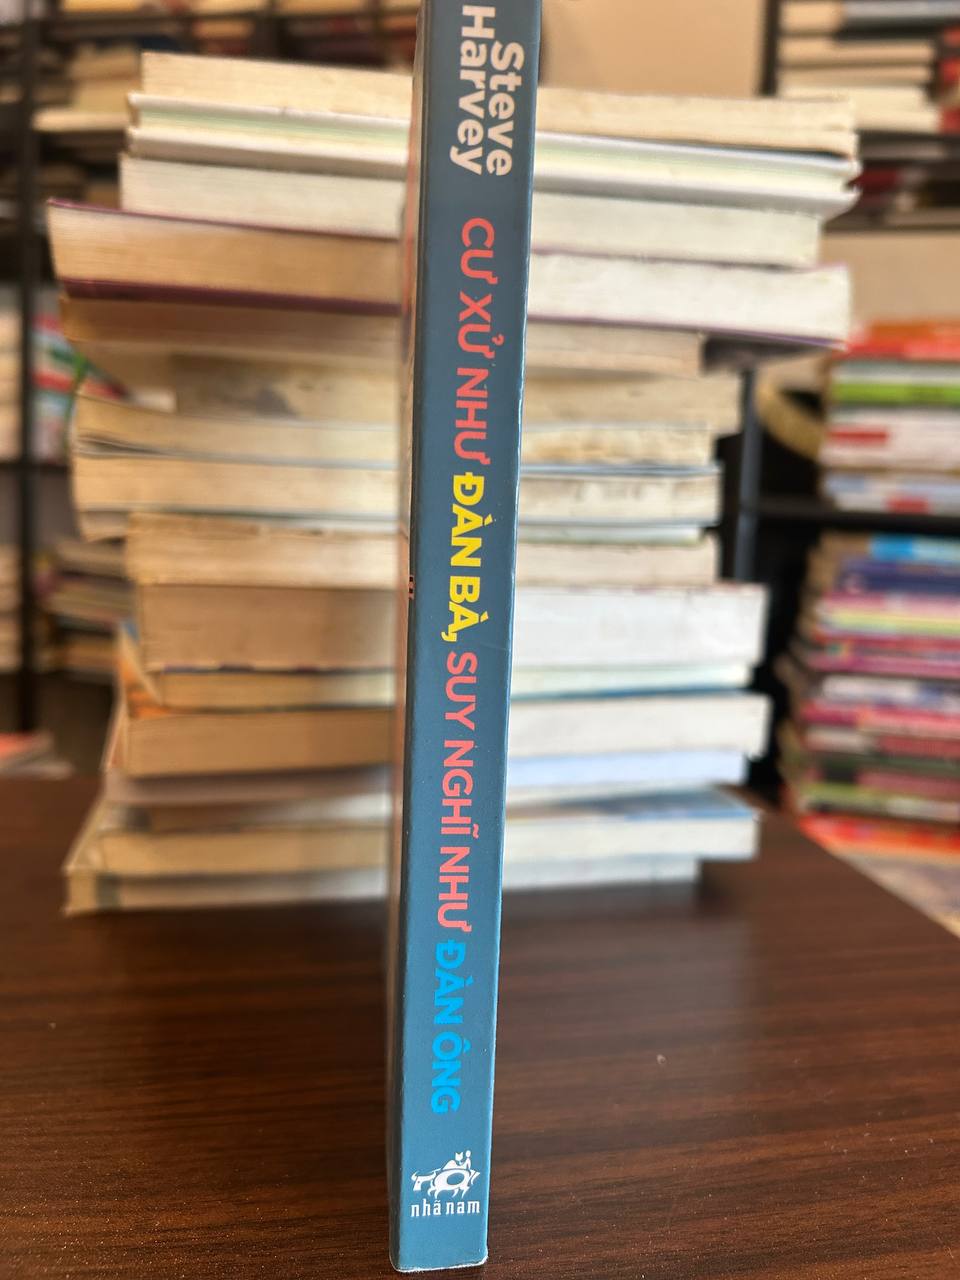 Steve
Harvey
CƯ XỬ NHƯ ĐÀN BÀ, SUY NGHĨ NHƯ ĐÀN ÔNG
nhã nam